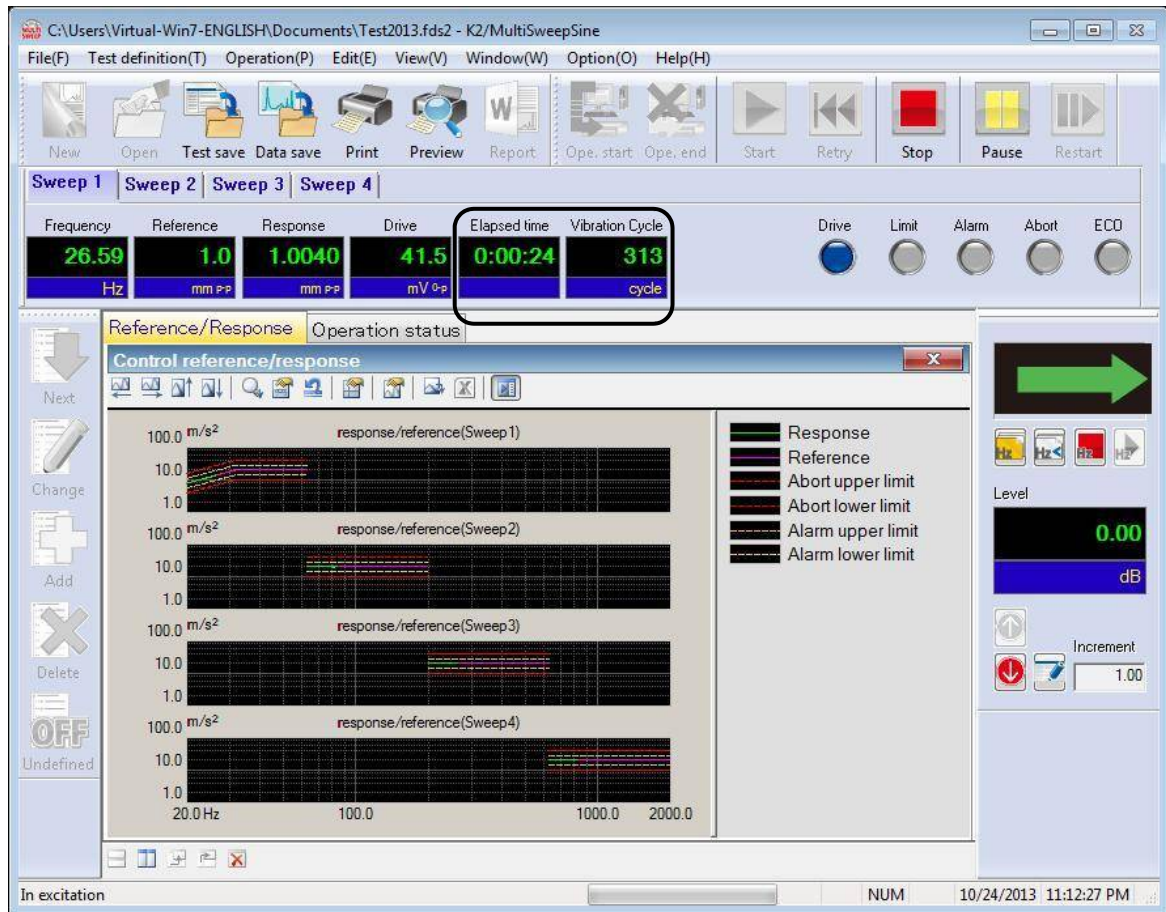 C:\Users\Virtual-Win7-ENGLISH\Documents\Test2013.fds2 - K2/MultiSweepSine
File(F) Test definition(T) Operation(P) Edit(E) View(V) Window(W) Option(O) Help(H)
New Open Test save Data save Print Preview Report Ope. start Ope. end Start Retry Stop Pause Restart
Sweep 1 Sweep 2 Sweep 3 Sweep 4
Frequency Reference Response Drive Elapsed time Vibration Cycle Drive Limit Alarm Abort ECO
26.59 1.0 1.0040 41.5 0:00:24 313
Hz mm P-P mm P-P mV 0-P cycle
Reference/Response Operation status
Control reference/response
Next
Change
Add
Delete
OFF
Undefined
100.0 m/s² response/reference(Sweep1)
10.0
1.0
100.0 m/s² response/reference(Sweep2)
10.0
1.0
100.0 m/s² response/reference(Sweep3)
10.0
1.0
100.0 m/s² response/reference(Sweep4)
10.0
1.0
20.0 Hz 100.0 1000.0 2000.0
Response
Reference
Abort upper limit
Abort lower limit
Alarm upper limit
Alarm lower limit
Hz Hz< Hz Hz
Level
0.00
dB
Increment
1.00
In excitation NUM 10/24/2013 11:12:27 PM